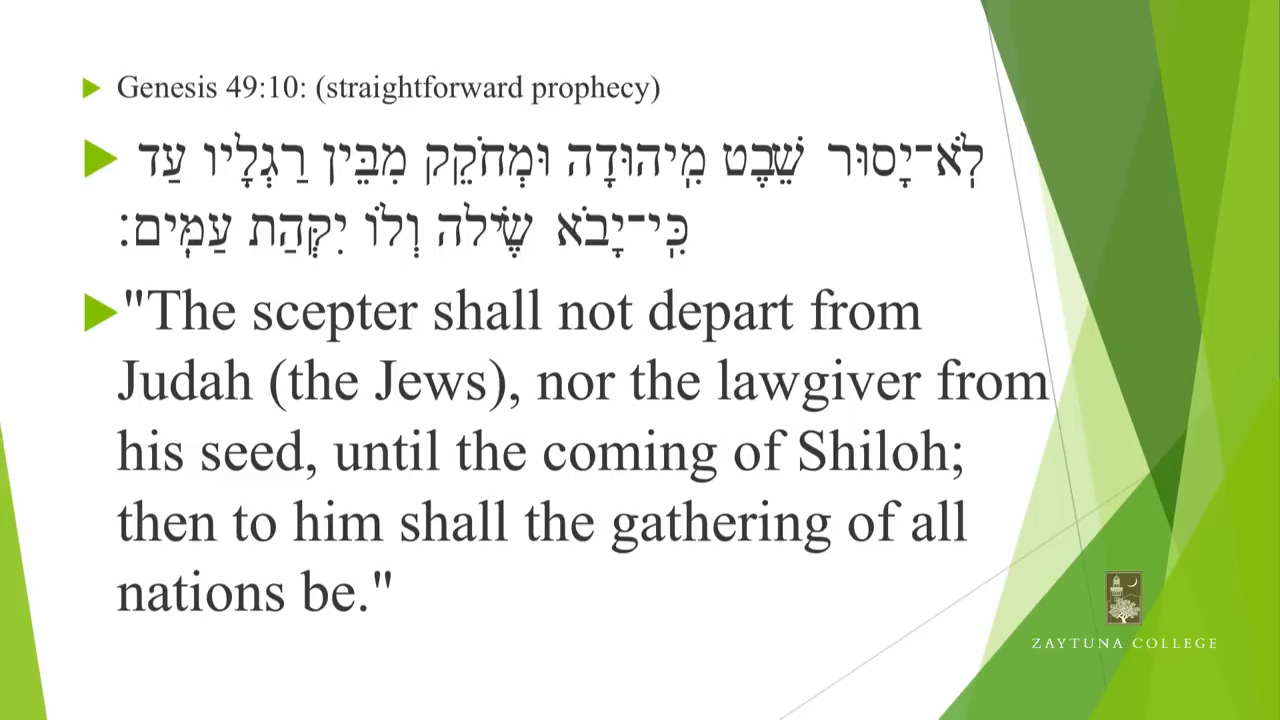 Genesis 49:10: (straightforward prophecy)
לֹֽא־יָסוּר שֵׁבֶט מִֽיהוּדָה וּמְחֹקֵק מִבֵּין רַגְלָיו עַד
כִּֽי־יָבֹא שִׁילֹה וְלוֹ יִקְּהַת עַמִּֽים׃
"The scepter shall not depart from
Judah (the Jews), nor the lawgiver from
his seed, until the coming of Shiloh;
then to him shall the gathering of all
nations be."
ZAYTUNA COLLEGE